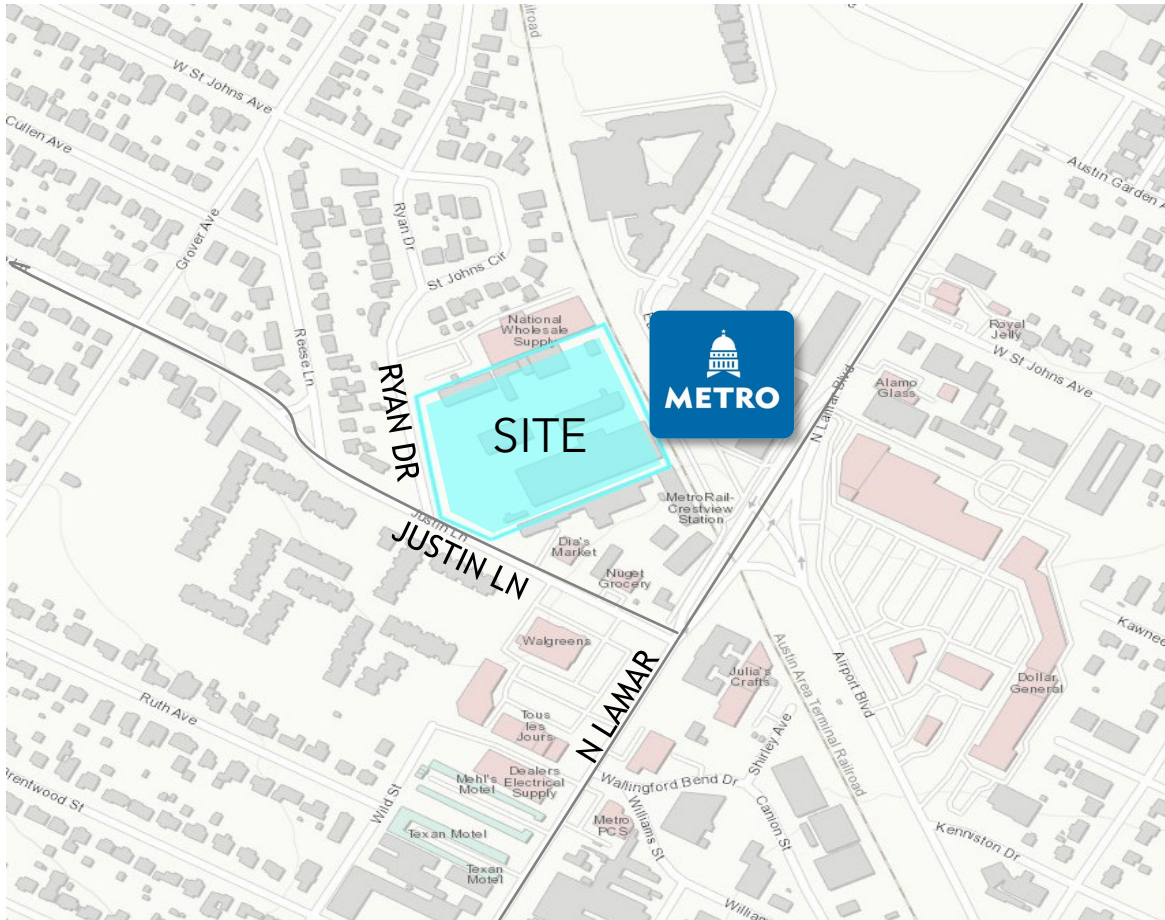 ilroad
W St Johns Ave
Cullen Ave
Grover Ave
Ryan Dr
St Johns Cir
Austin Garden A
National
Wholesale
Supply
Royal
Jelly
W St Johns Ave
Reese Ln
RYAN DR
SITE
METRO
Alamo
Glass
N Lamar Blvd
MetroRail-
Crestview
Station
Justin Ln
JUSTIN LN
Dia's
Market
Nuget
Grocery
Walgreens
N LAMAR
Julia's
Crafts
Austin Area Terminal Railroad
Airport Blvd
Kawnee
Dollar
General
Ruth Ave
Tous
les
Jours
Shirley Ave
Brentwood St
Mehl's
Motel
Dealers
Electrical
Supply
Wallingford Bend Dr
Wild St
Texan Motel
Metro
PCS
Williams St
Canion St
Kenniston Dr
Texan
Motel
William